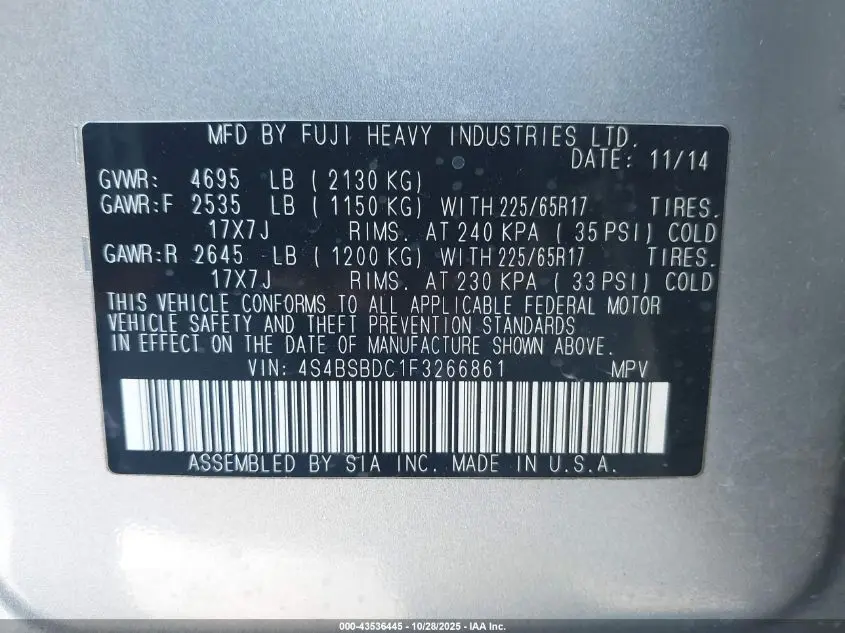 MFD BY FUJI HEAVY INDUSTRIES LTD.
DATE: 11/14
GVWR: 4695 LB ( 2130 KG)
GAWR:F 2535 LB ( 1150 KG) WITH 225/65R17 TIRES.
17X7J RIMS. AT 240 KPA ( 35 PSI) COLD
GAWR:R 2645 LB ( 1200 KG) WITH 225/65R17 TIRES.
17X7J RIMS. AT 230 KPA ( 33 PSI) COLD
THIS VEHICLE CONFORMS TO ALL APPLICABLE FEDERAL MOTOR
VEHICLE SAFETY AND THEFT PREVENTION STANDARDS
IN EFFECT ON THE DATE OF MANUFACTURE SHOWN ABOVE.
VIN: 4S4BSBDC1F3266861 MPV
ASSEMBLED BY SIA INC. MADE IN U.S.A.
000-43536445 | 10/28/2025 - IAA Inc.